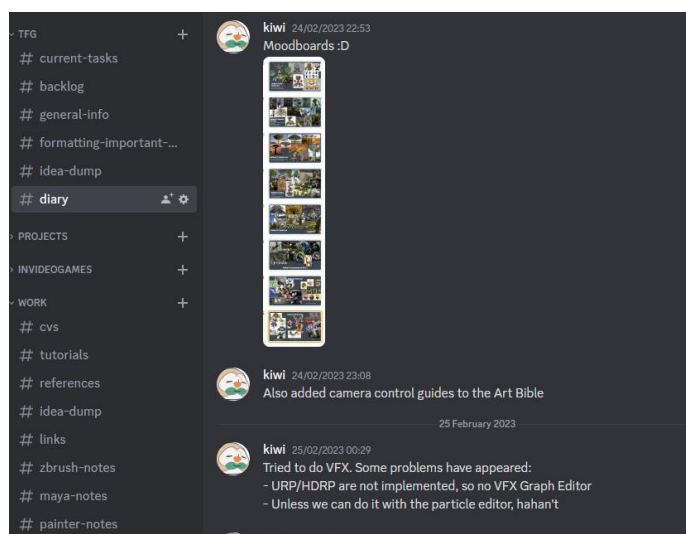 TFG
# current-tasks
# backlog
# general-info
# formatting-important-...
# idea-dump
# diary
PROJECTS
INVIDEOGAMES
WORK
# cvs
# tutorials
# references
# idea-dump
# links
# zbrush-notes
# maya-notes
# painter-notes
kiwi 24/02/2023 22:53
Moodboards :D
kiwi 24/02/2023 23:08
Also added camera control guides to the Art Bible
25 February 2023
kiwi 25/02/2023 00:29
Tried to do VFX. Some problems have appeared:
- URP/HDRP are not implemented, so no VFX Graph Editor
- Unless we can do it with the particle editor, hahan't